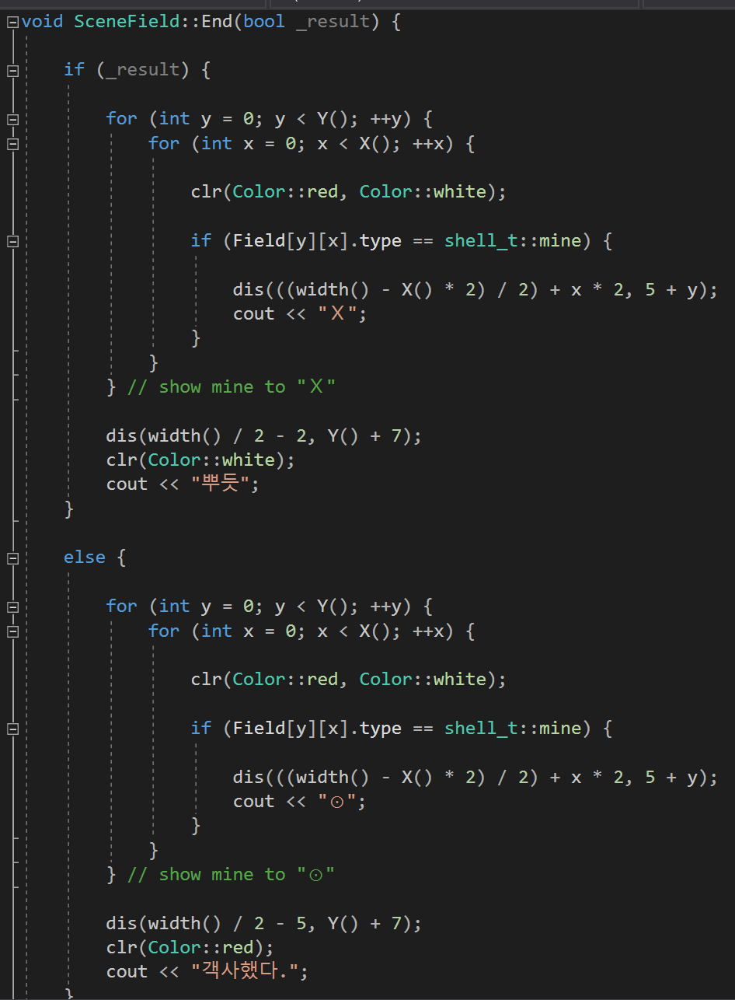 void SceneField::End(bool _result) {
if (_result) {
for (int y = 0; y < Y(); ++y) {
for (int x = 0; x < X(); ++x) {
clr(Color::red, Color::white);
if (Field[y][x].type == shell_t::mine) {
dis(((width() - X() * 2) / 2) + x * 2, 5 + y);
cout << "Ｘ";
}
}
} // show mine to "Ｘ"
dis(width() / 2 - 2, Y() + 7);
clr(Color::white);
cout << "뿌듯";
}
else {
for (int y = 0; y < Y(); ++y) {
for (int x = 0; x < X(); ++x) {
clr(Color::red, Color::white);
if (Field[y][x].type == shell_t::mine) {
dis(((width() - X() * 2) / 2) + x * 2, 5 + y);
cout << "⊙";
}
}
} // show mine to "⊙"
dis(width() / 2 - 5, Y() + 7);
clr(Color::red);
cout << "객사했다.";
}